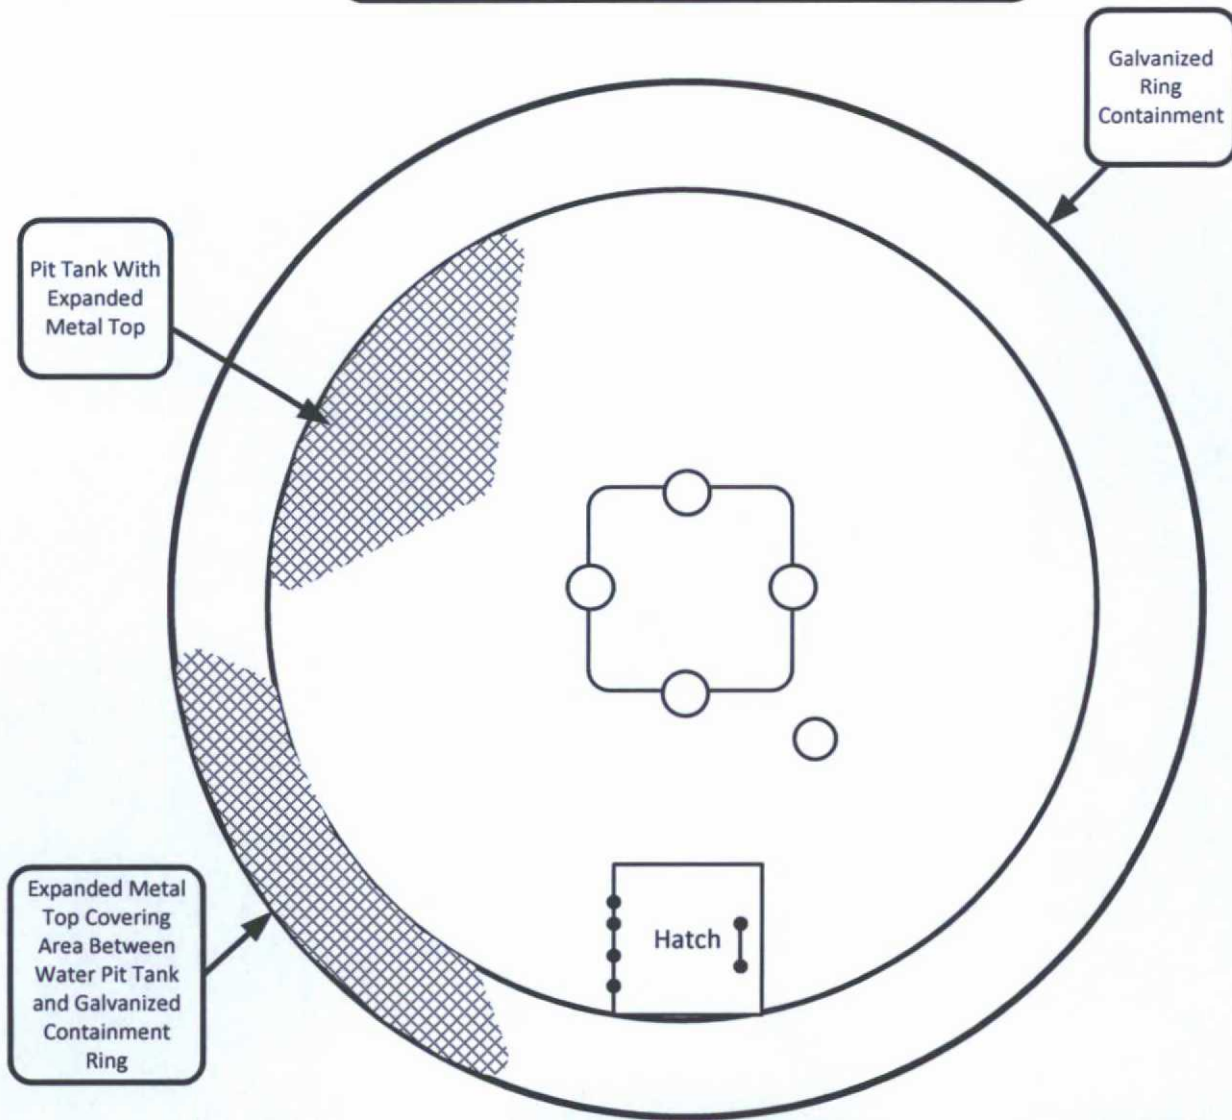 Galvanized
Ring
Containment
Pit Tank With
Expanded
Metal Top
Expanded Metal
Top Covering
Area Between
Water Pit Tank
and Galvanized
Containment
Ring
Hatch